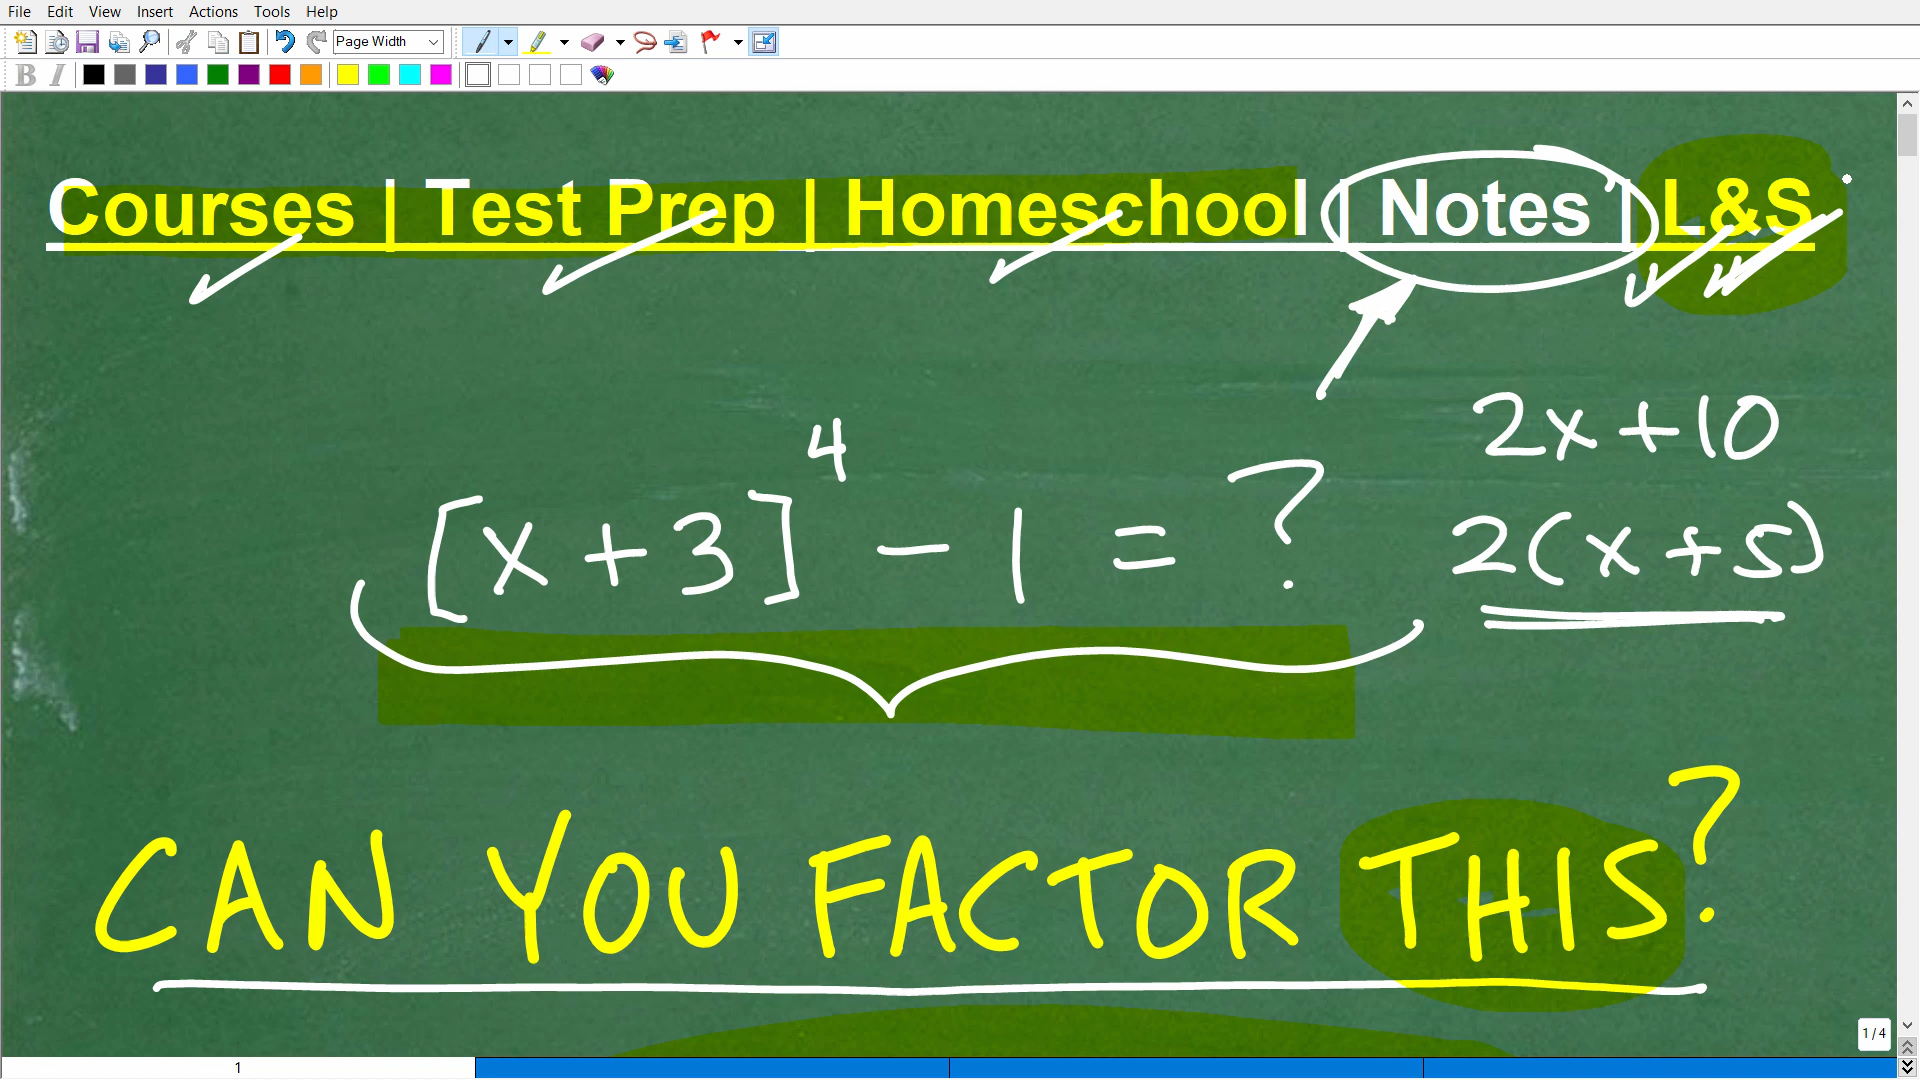 File Edit View Insert Actions Tools Help
Page Width
B I
Courses | Test Prep | Homeschool | Notes | L&S
2x+10
[x+3]⁴ - 1 = ?
2(x+5)
CAN YOU FACTOR THIS?
1 / 4
1